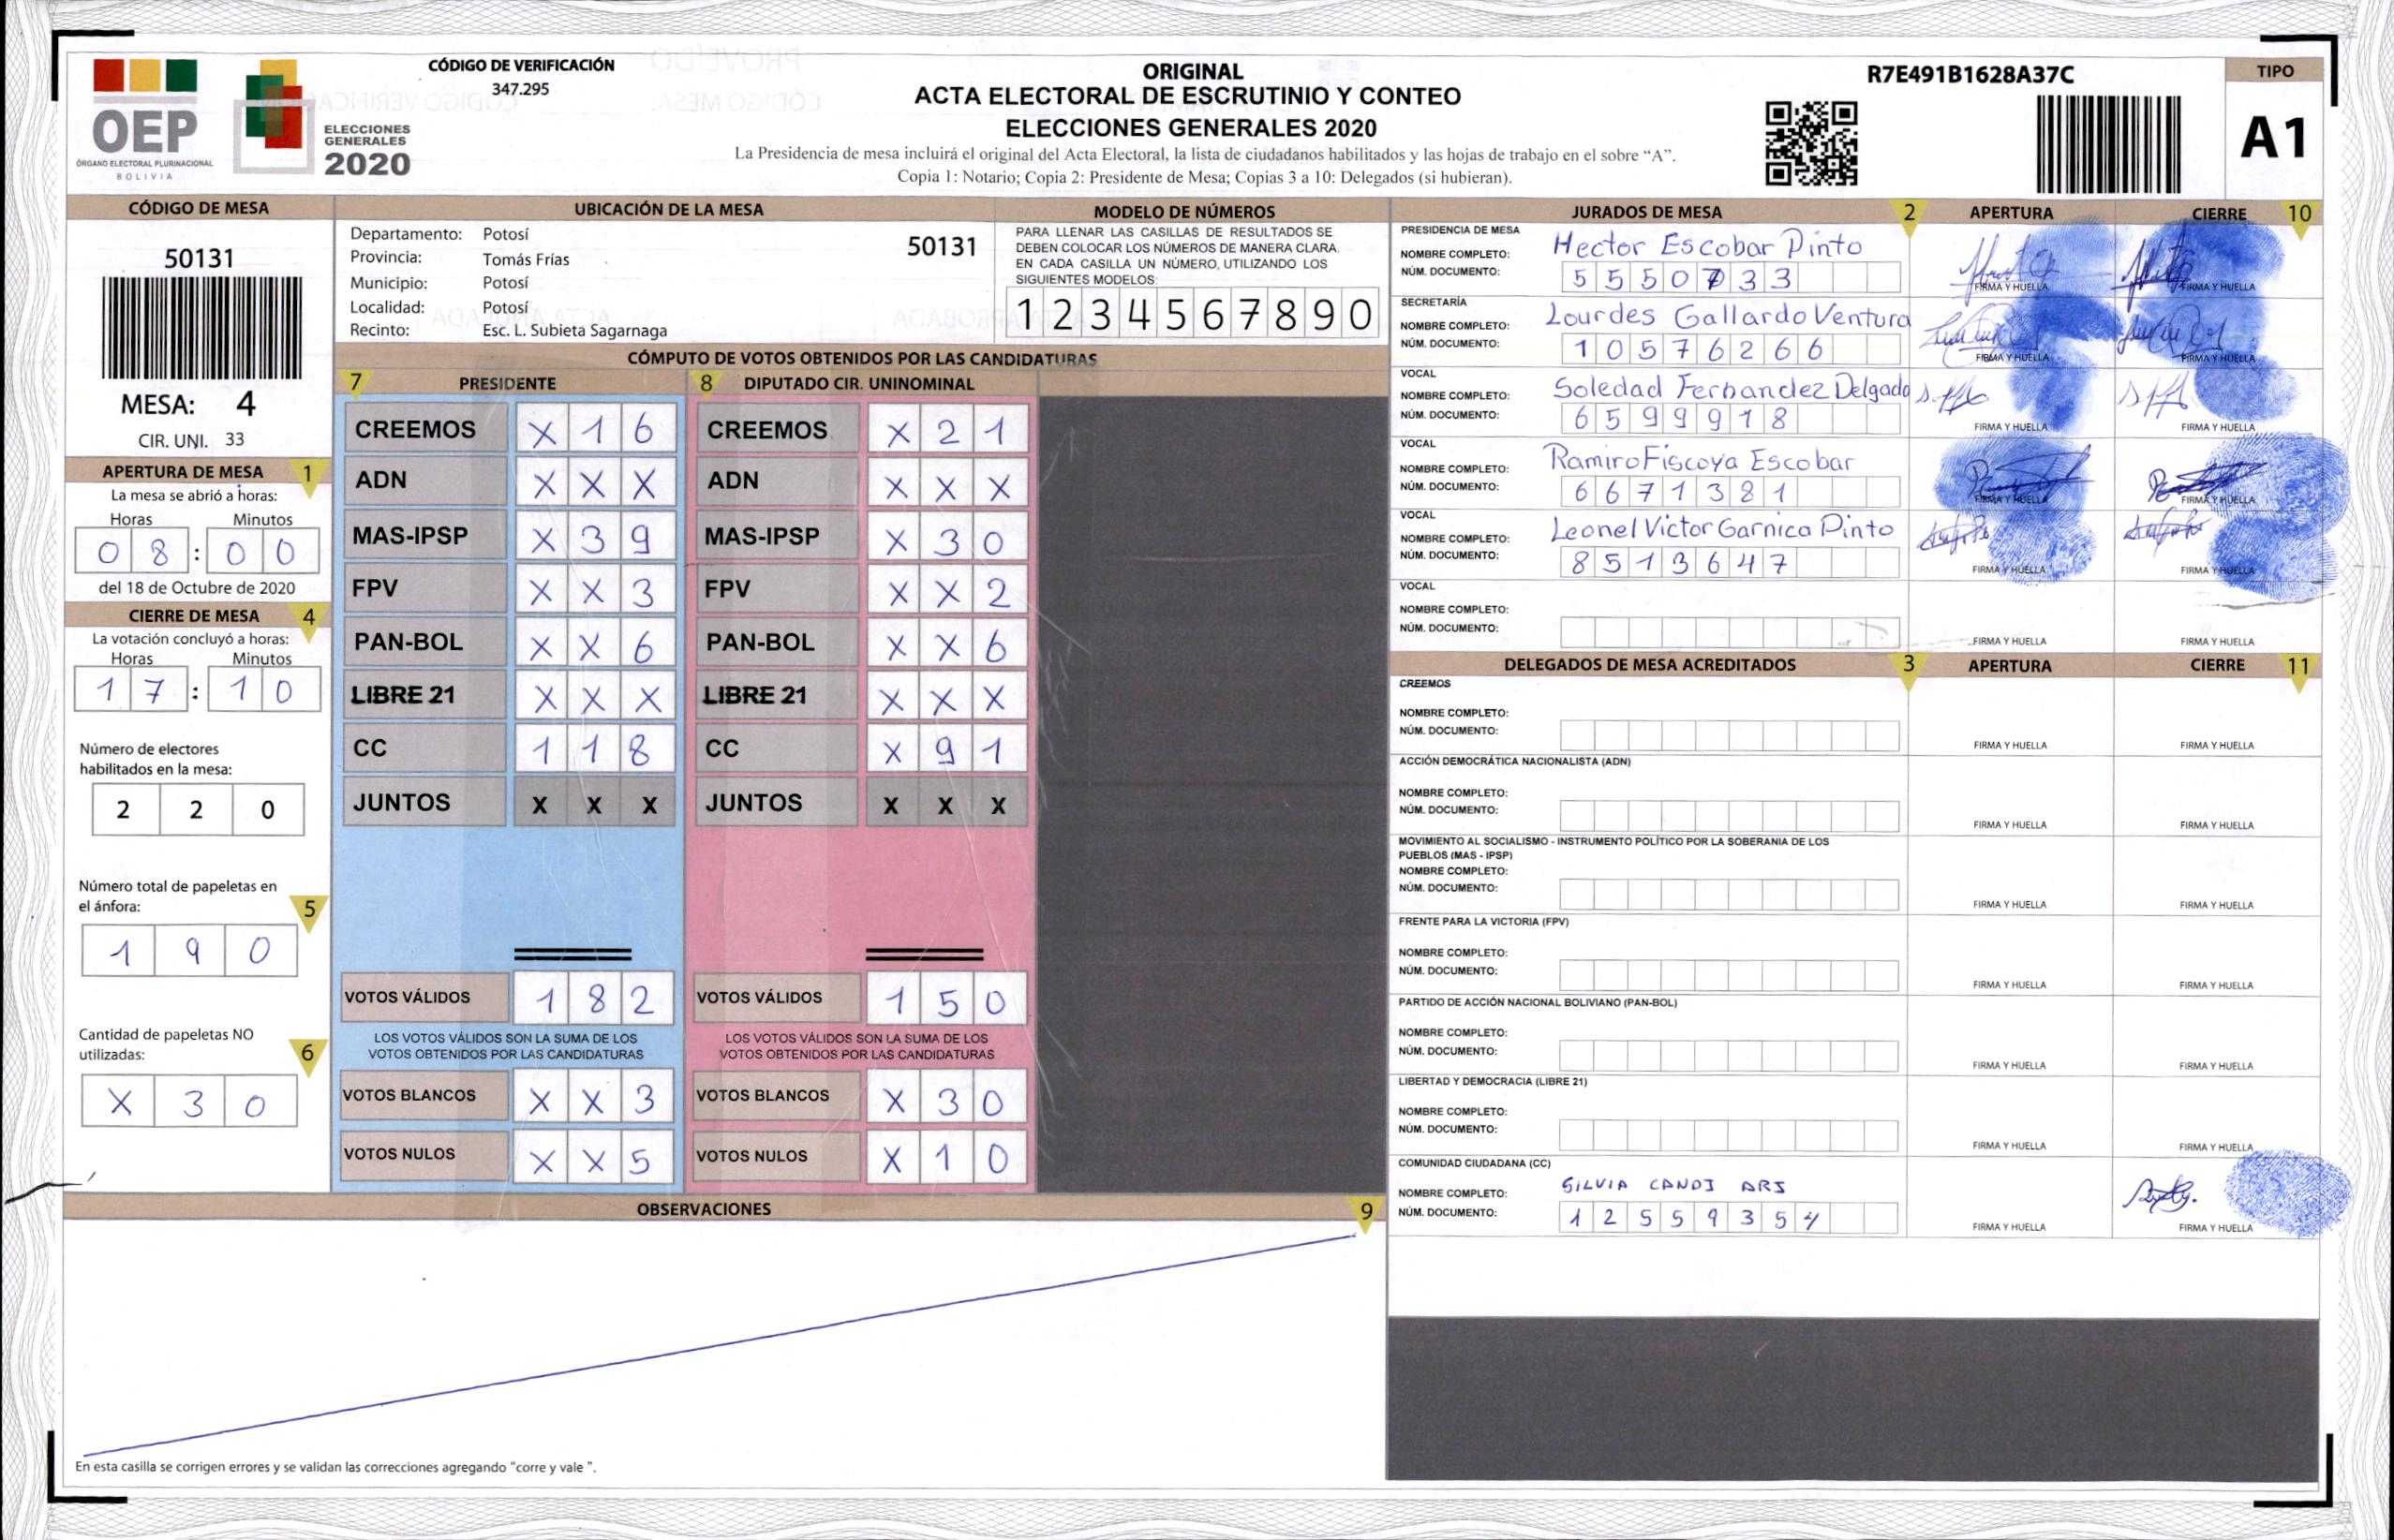 OEP
ÓRGANO ELECTORAL PLURINACIONAL
BOLIVIA
ELECCIONES
GENERALES
2020
CÓDIGO DE VERIFICACIÓN
347.295
ORIGINAL
ACTA ELECTORAL DE ESCRUTINIO Y CONTEO
ELECCIONES GENERALES 2020
La Presidencia de mesa incluirá el original del Acta Electoral, la lista de ciudadanos habilitados y las hojas de trabajo en el sobre “A”.
Copia 1: Notario; Copia 2: Presidente de Mesa; Copias 3 a 10: Delegados (si hubieran).
R7E491B1628A37C
TIPO
A1
CÓDIGO DE MESA
50131
MESA: 4
CIR. UNI. 33
APERTURA DE MESA 1
La mesa se abrió a horas:
Horas Minutos
0 8 : 0 0
del 18 de Octubre de 2020
CIERRE DE MESA 4
La votación concluyó a horas:
Horas Minutos
1 7 : 1 0
Número de electores
habilitados en la mesa:
2 2 0
Número total de papeletas en
el ánfora: 5
1 9 0
Cantidad de papeletas NO
utilizadas: 6
X 3 0
UBICACIÓN DE LA MESA
Departamento: Potosí
50131
Provincia: Tomás Frías
Municipio: Potosí
Localidad: Potosí
Recinto: Esc. L. Subieta Sagarnaga
MODELO DE NÚMEROS
PARA LLENAR LAS CASILLAS DE RESULTADOS SE
DEBEN COLOCAR LOS NÚMEROS DE MANERA CLARA.
EN CADA CASILLA UN NÚMERO, UTILIZANDO LOS
SIGUIENTES MODELOS:
1 2 3 4 5 6 7 8 9 0
CÓMPUTO DE VOTOS OBTENIDOS POR LAS CANDIDATURAS
7 PRESIDENTE
CREEMOS X 1 6
ADN X X X
MAS-IPSP X 3 9
FPV X X 3
PAN-BOL X X 6
LIBRE 21 X X X
CC 1 1 8
JUNTOS X X X
VOTOS VÁLIDOS 1 8 2
LOS VOTOS VÁLIDOS SON LA SUMA DE LOS
VOTOS OBTENIDOS POR LAS CANDIDATURAS
VOTOS BLANCOS X X 3
VOTOS NULOS X X 5
8 DIPUTADO CIR. UNINOMINAL
CREEMOS X 2 1
ADN X X X
MAS-IPSP X 3 0
FPV X X 2
PAN-BOL X X 6
LIBRE 21 X X X
CC X 9 1
JUNTOS X X X
VOTOS VÁLIDOS 1 5 0
LOS VOTOS VÁLIDOS SON LA SUMA DE LOS
VOTOS OBTENIDOS POR LAS CANDIDATURAS
VOTOS BLANCOS X 3 0
VOTOS NULOS X 1 0
OBSERVACIONES 9
En esta casilla se corrigen errores y se validan las correcciones agregando “corre y vale ”.
JURADOS DE MESA 2 APERTURA CIERRE 10
PRESIDENCIA DE MESA
NOMBRE COMPLETO: Hector Escobar Pinto
NÚM. DOCUMENTO: 5 5 5 0 7 3 3
FIRMA Y HUELLA FIRMA Y HUELLA
SECRETARÍA
NOMBRE COMPLETO: Lourdes Gallardo Ventura
NÚM. DOCUMENTO: 1 0 5 7 6 2 6 6
FIRMA Y HUELLA FIRMA Y HUELLA
VOCAL
NOMBRE COMPLETO: Soledad Fernandez Delgado
NÚM. DOCUMENTO: 6 5 9 9 9 1 8
FIRMA Y HUELLA FIRMA Y HUELLA
VOCAL
NOMBRE COMPLETO: Ramiro Fiscoya Escobar
NÚM. DOCUMENTO: 6 6 7 1 3 8 1
FIRMA Y HUELLA FIRMA Y HUELLA
VOCAL
NOMBRE COMPLETO: Leonel Victor Garnica Pinto
NÚM. DOCUMENTO: 8 5 1 3 6 4 7
FIRMA Y HUELLA FIRMA Y HUELLA
VOCAL
NOMBRE COMPLETO:
NÚM. DOCUMENTO:
FIRMA Y HUELLA FIRMA Y HUELLA
DELEGADOS DE MESA ACREDITADOS 3 APERTURA CIERRE 11
CREEMOS
NOMBRE COMPLETO:
NÚM. DOCUMENTO:
FIRMA Y HUELLA FIRMA Y HUELLA
ACCIÓN DEMOCRÁTICA NACIONALISTA (ADN)
NOMBRE COMPLETO:
NÚM. DOCUMENTO:
FIRMA Y HUELLA FIRMA Y HUELLA
MOVIMIENTO AL SOCIALISMO - INSTRUMENTO POLÍTICO POR LA SOBERANIA DE LOS
PUEBLOS (MAS - IPSP)
NOMBRE COMPLETO:
NÚM. DOCUMENTO:
FIRMA Y HUELLA FIRMA Y HUELLA
FRENTE PARA LA VICTORIA (FPV)
NOMBRE COMPLETO:
NÚM. DOCUMENTO:
FIRMA Y HUELLA FIRMA Y HUELLA
PARTIDO DE ACCIÓN NACIONAL BOLIVIANO (PAN-BOL)
NOMBRE COMPLETO:
NÚM. DOCUMENTO:
FIRMA Y HUELLA FIRMA Y HUELLA
LIBERTAD Y DEMOCRACIA (LIBRE 21)
NOMBRE COMPLETO:
NÚM. DOCUMENTO:
FIRMA Y HUELLA FIRMA Y HUELLA
COMUNIDAD CIUDADANA (CC)
NOMBRE COMPLETO: SILVIA CANDI ARI
NÚM. DOCUMENTO: 1 2 5 5 9 3 5 4
FIRMA Y HUELLA FIRMA Y HUELLA